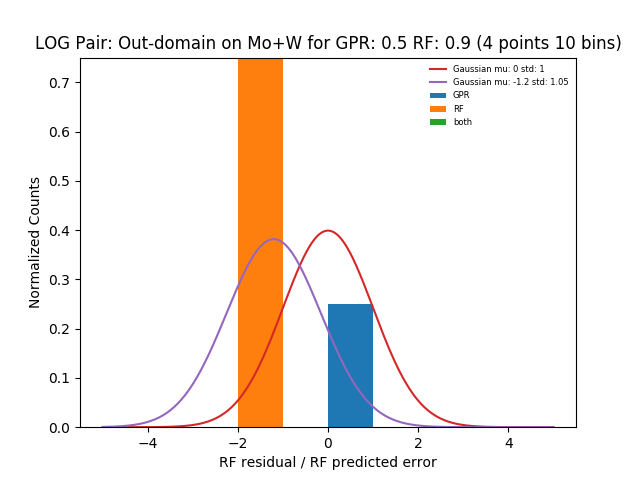 LOG Pair: Out-domain on Mo+W for GPR: 0.5 RF: 0.9 (4 points 10 bins)
Gaussian mu: 0 std: 1
Gaussian mu: -1.2 std: 1.05
GPR
RF
both
Normalized Counts
0.7
0.6
0.5
0.4
0.3
0.2
0.1
0.0
−4 −2 0 2 4
RF residual / RF predicted error